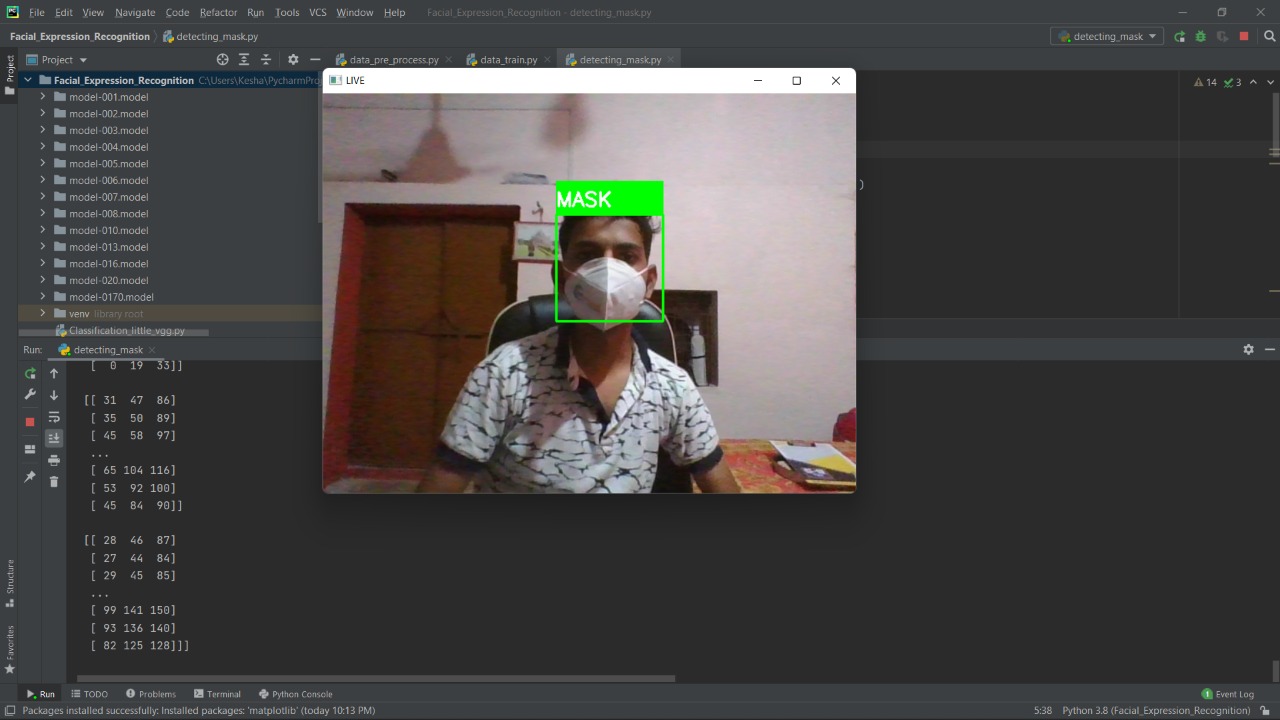 PC File Edit View Navigate Code Refactor Run Tools VCS Window Help Facial_Expression_Recognition - detecting_mask.py
Facial_Expression_Recognition detecting_mask.py detecting_mask
Project data_pre_process.py data_train.py detecting_mask.py
Project
Facial_Expression_Recognition C:\Users\Kesha\PycharmPro
LIVE
14 3
model-001.model
model-002.model
model-003.model
model-004.model
model-005.model
model-006.model
model-007.model
model-008.model
model-010.model
model-013.model
model-016.model
model-020.model
model-0170.model
venv library root
Classification_little_vgg.py
)
MASK
Run: detecting_mask
[ 0 19 33]]
[[ 31 47 86]
[ 35 50 89]
[ 45 58 97]
...
[ 65 104 116]
[ 53 92 100]
[ 45 84 90]]
[[ 28 46 87]
[ 27 44 84]
[ 29 45 85]
...
[ 99 141 150]
[ 93 136 140]
[ 82 125 128]]]
Structure
Favorites
Run TODO Problems Terminal Python Console 1 Event Log
Packages installed successfully: Installed packages: 'matplotlib' (today 10:13 PM) 5:38 Python 3.8 (Facial_Expression_Recognition)